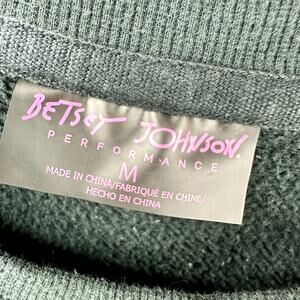 BETSEY JOHNSON.
PERFORMANCE
M
MADE IN CHINA/FABRIQUÉ EN CHINE/
HECHO EN CHINA